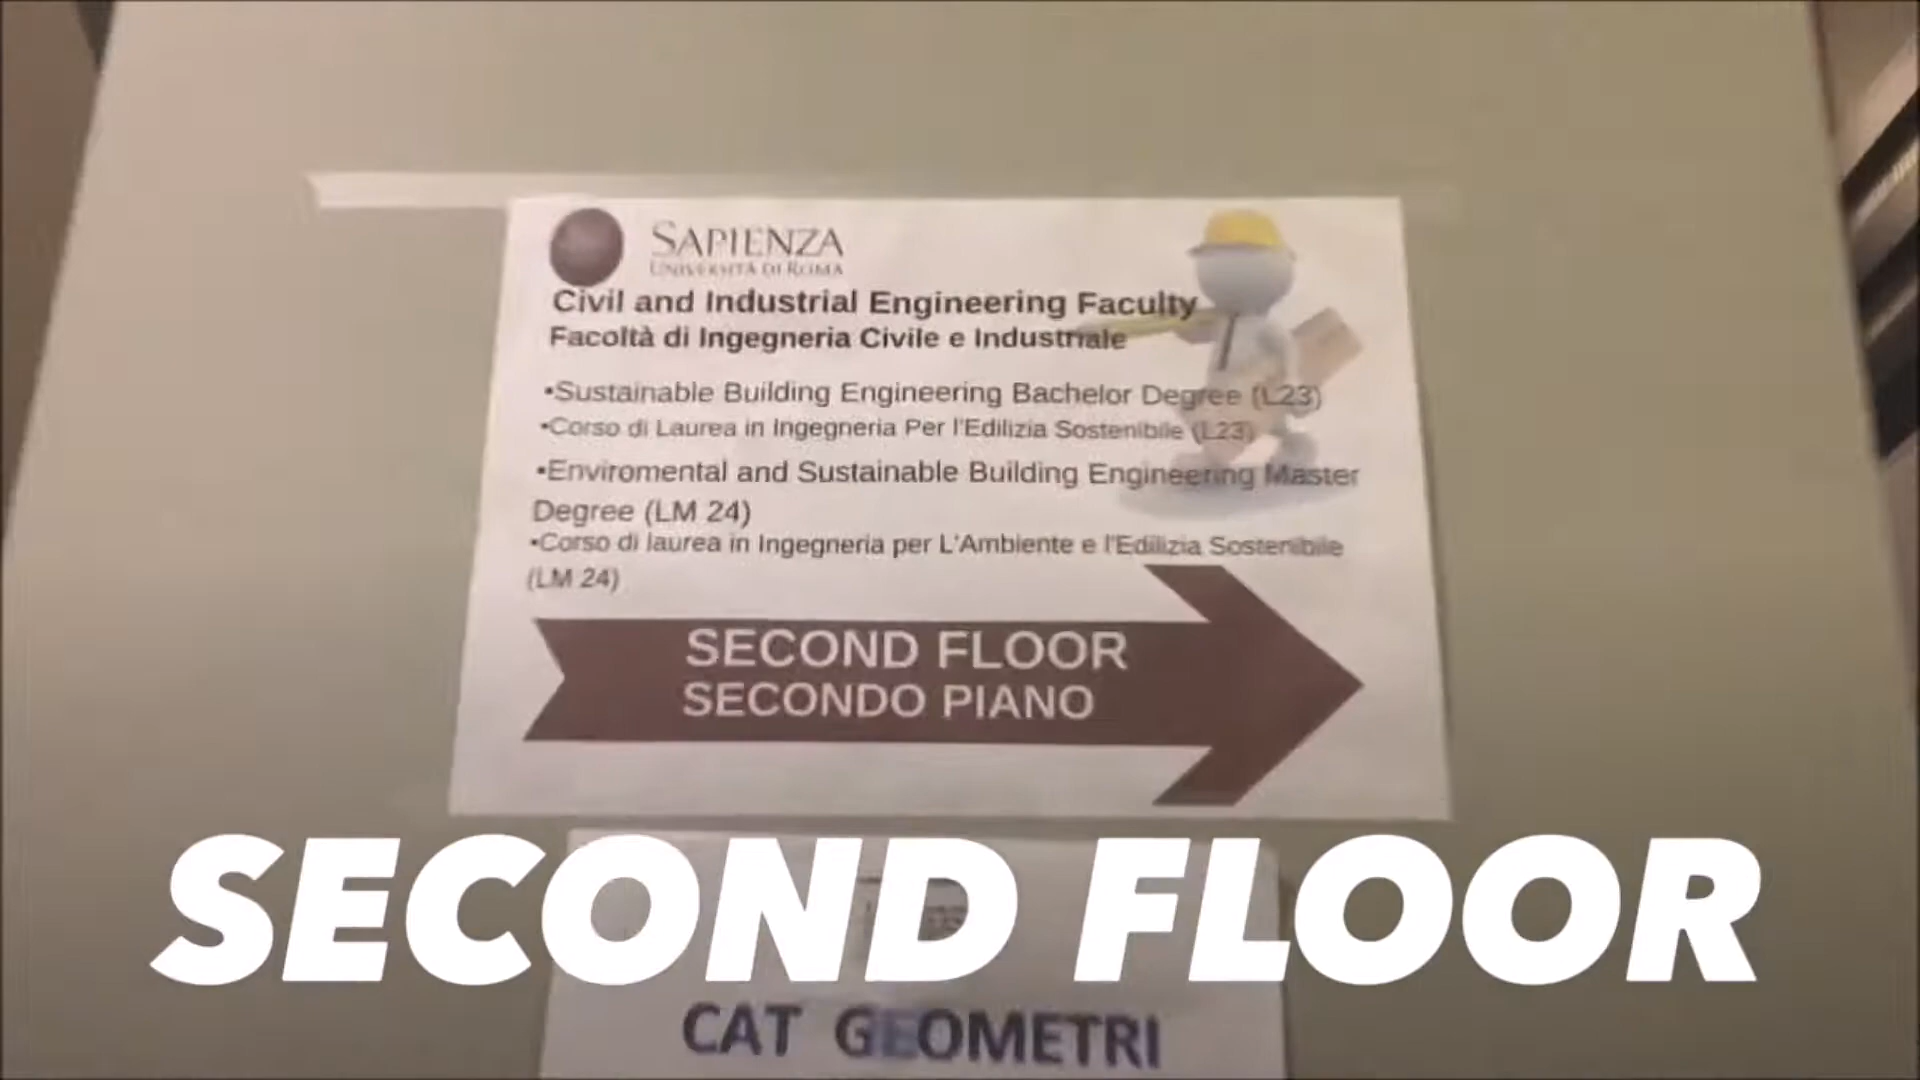 SAPIENZA
UNIVERSITÀ DI ROMA
Civil and Industrial Engineering Faculty
Facoltà di Ingegneria Civile e Industriale
•Sustainable Building Engineering Bachelor Degree (L23)
•Corso di Laurea in Ingegneria Per l'Edilizia Sostenibile (L23)
•Enviromental and Sustainable Building Engineering Master
Degree (LM 24)
•Corso di laurea in Ingegneria per L'Ambiente e l'Edilizia Sostenibile
(LM 24)
SECOND FLOOR
SECONDO PIANO
SECOND FLOOR
CAT GEOMETRI